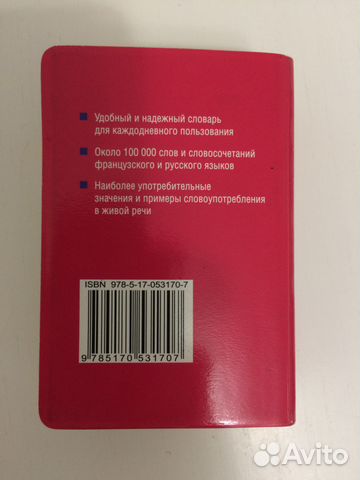 Удобный и надежный словарь
для каждодневного пользования
Около 100 000 слов и словосочетаний
французского и русского языков
Наиболее употребительные
значения и примеры словоупотребления
в живой речи
ISBN 978-5-17-053170-7
9 785170 531707
Avito